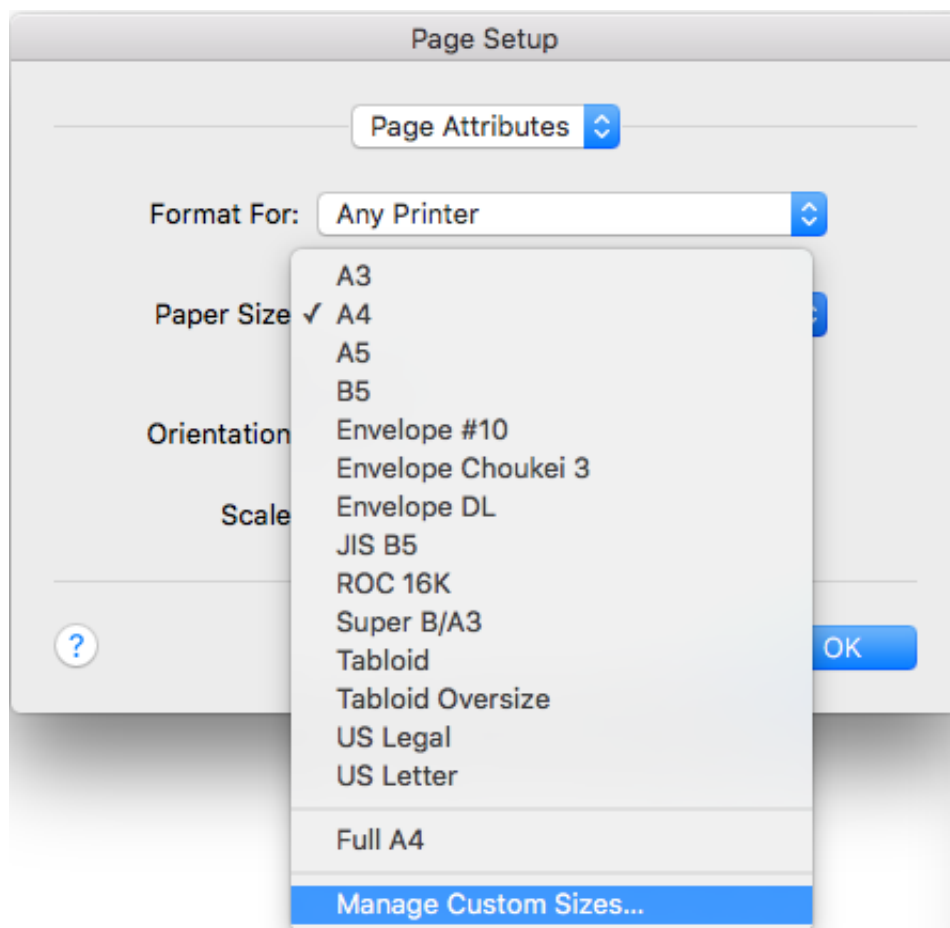 Page Setup
Page Attributes
Format For: Any Printer
A3
Paper Size ✓ A4
A5
B5
Envelope #10
Orientation
Envelope Choukei 3
Envelope DL
Scale
JIS B5
ROC 16K
Super B/A3
? OK
Tabloid
Tabloid Oversize
US Legal
US Letter
Full A4
Manage Custom Sizes...